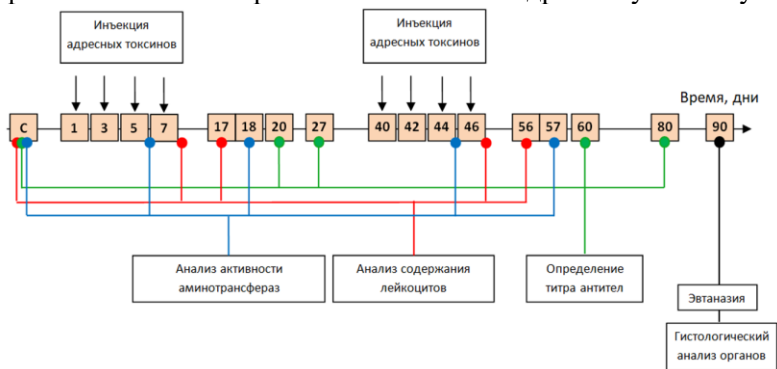 Инъекция
адресных токсинов
Инъекция
адресных токсинов
Время, дни
С 1 3 5 7 17 18 20 27 40 42 44 46 56 57 60 80 90
Анализ активности
аминотрансфераз
Анализ содержания
лейкоцитов
Определение
титра антител
Эвтаназия
Гистологический
анализ органов